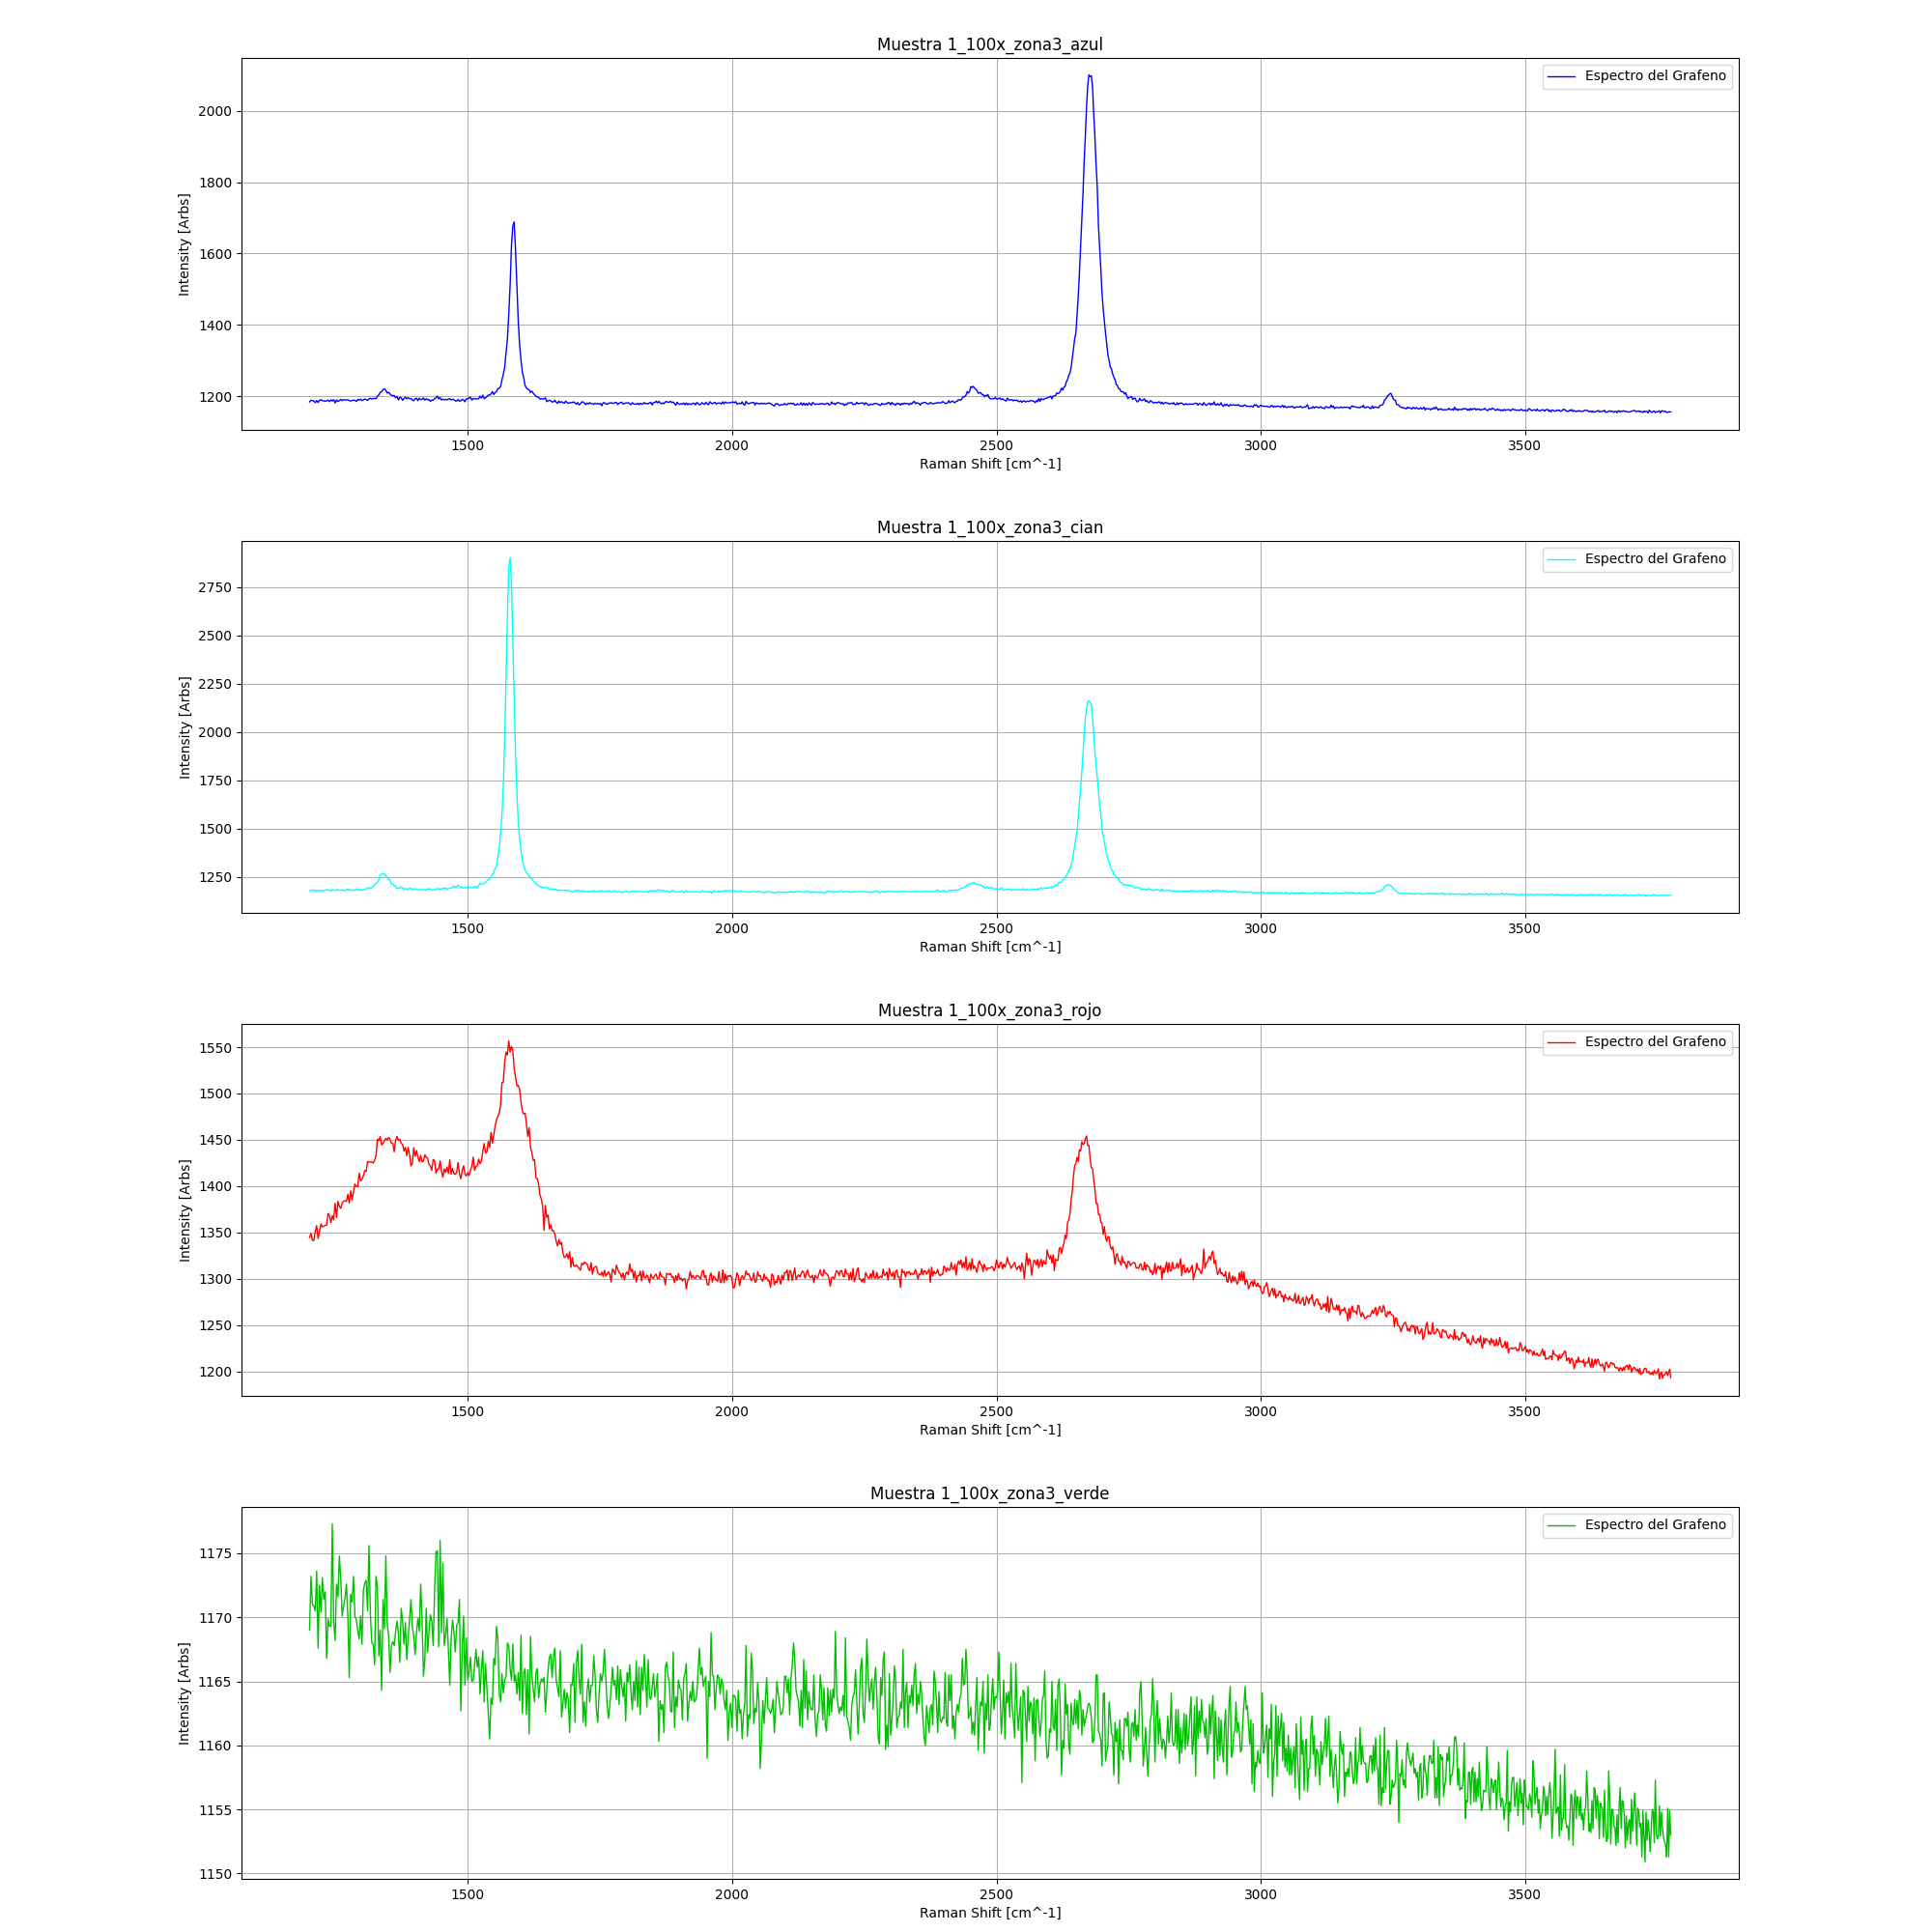 Muestra 1_100x_zona3_azul
Espectro del Grafeno
Intensity [Arbs]
2000
1800
1600
1400
1200
1500 2000 2500 3000 3500
Raman Shift [cm^-1]
Muestra 1_100x_zona3_cian
Espectro del Grafeno
Intensity [Arbs]
2750
2500
2250
2000
1750
1500
1250
1500 2000 2500 3000 3500
Raman Shift [cm^-1]
Muestra 1_100x_zona3_rojo
Espectro del Grafeno
Intensity [Arbs]
1550
1500
1450
1400
1350
1300
1250
1200
1500 2000 2500 3000 3500
Raman Shift [cm^-1]
Muestra 1_100x_zona3_verde
Espectro del Grafeno
Intensity [Arbs]
1175
1170
1165
1160
1155
1150
1500 2000 2500 3000 3500
Raman Shift [cm^-1]